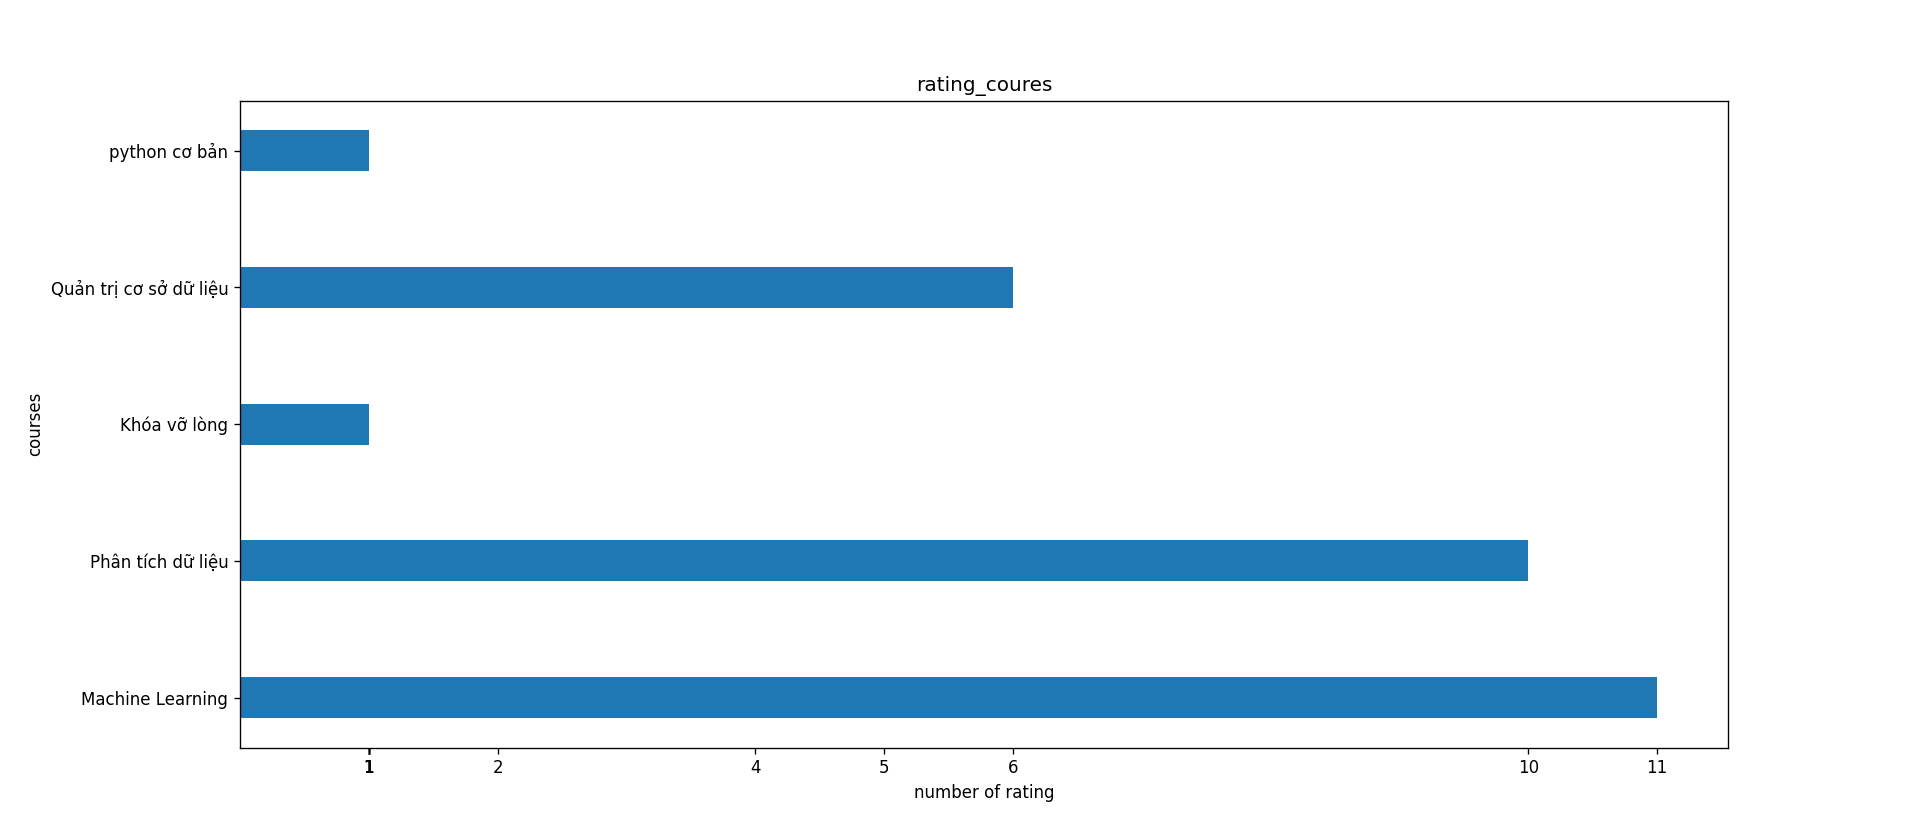 rating_coures
python cơ bản
Quản trị cơ sở dữ liệu
courses
Khóa vỡ lòng
Phân tích dữ liệu
Machine Learning
1 2 4 5 6 10 11
number of rating